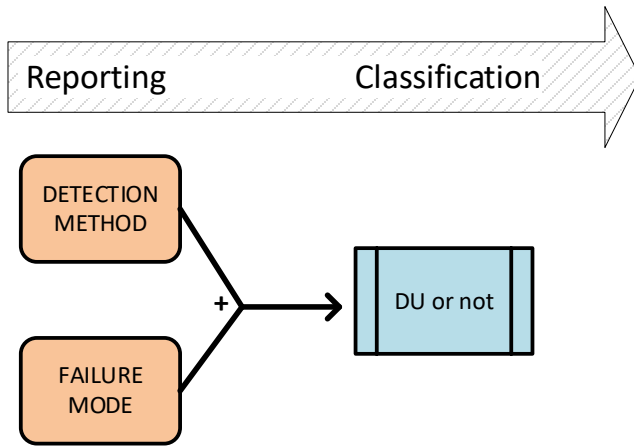 Reporting Classification
DETECTION
METHOD
+
DU or not
FAILURE
MODE